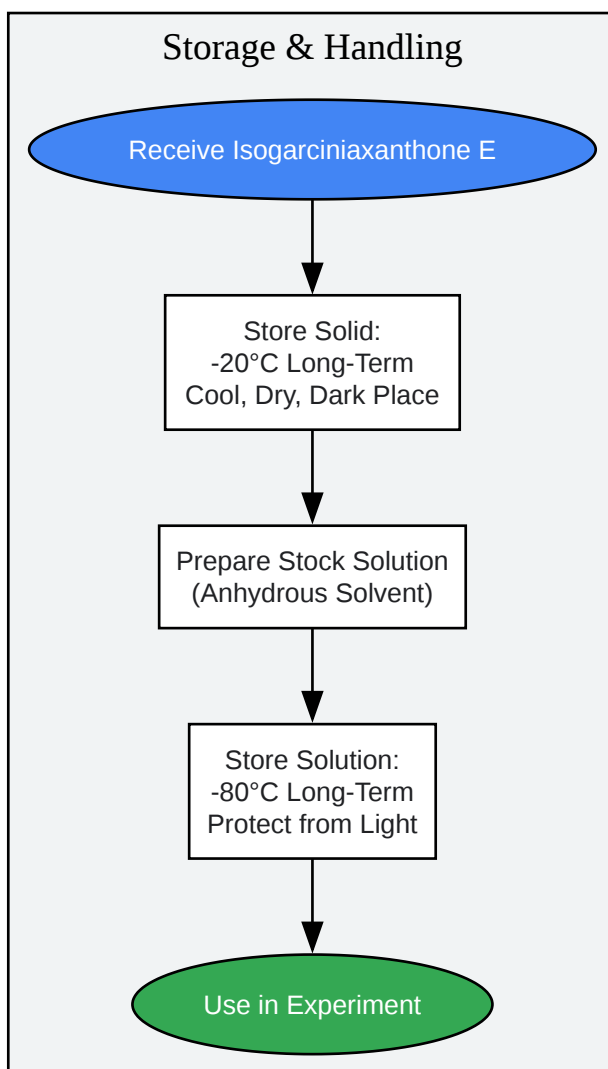 Storage & Handling
Receive Isogarciniaxanthone E
Store Solid:
-20°C Long-Term
Cool, Dry, Dark Place
Prepare Stock Solution
(Anhydrous Solvent)
Store Solution:
-80°C Long-Term
Protect from Light
Use in Experiment